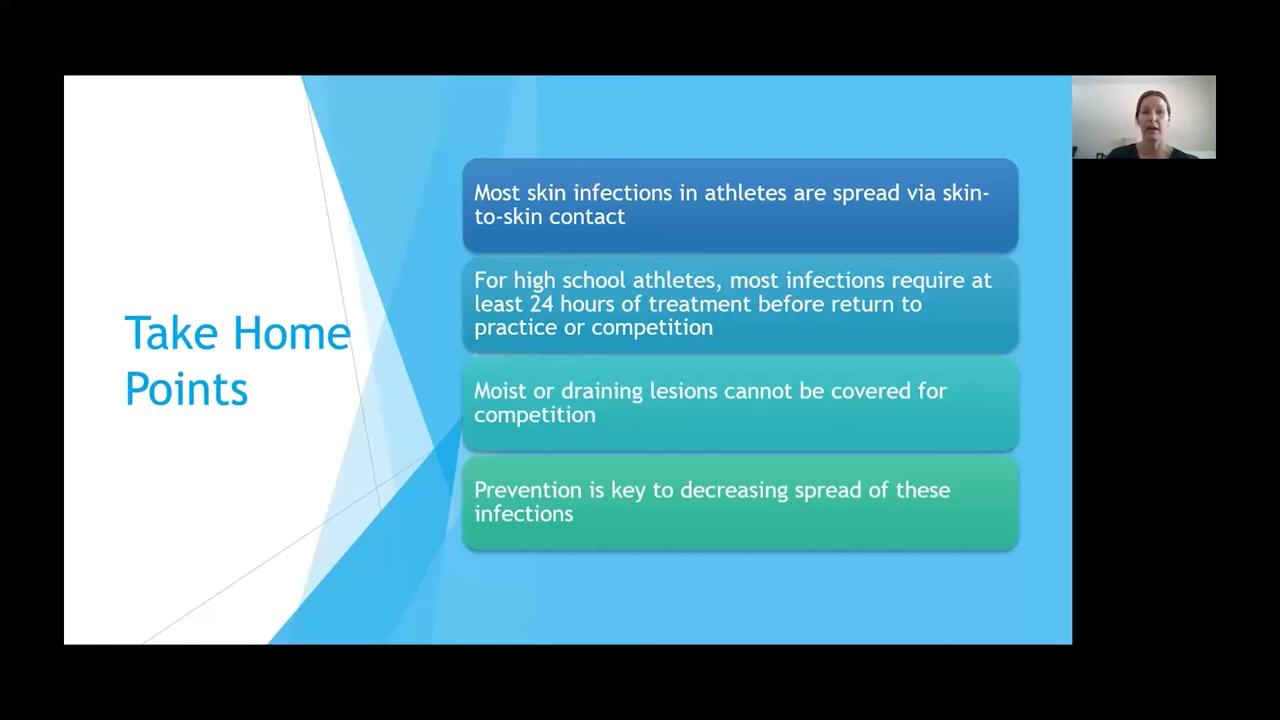 Take Home
Points
Most skin infections in athletes are spread via skin-
to-skin contact
For high school athletes, most infections require at
least 24 hours of treatment before return to
practice or competition
Moist or draining lesions cannot be covered for
competition
Prevention is key to decreasing spread of these
infections